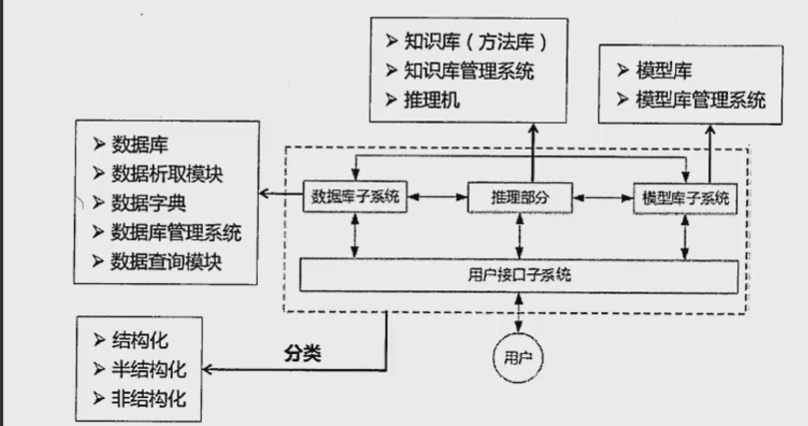 ➢ 知识库（方法库）
➢ 知识库管理系统
➢ 推理机
➢ 模型库
➢ 模型库管理系统
➢ 数据库
➢ 数据析取模块
➢ 数据字典
➢ 数据库管理系统
➢ 数据查询模块
数据库子系统
推理部分
模型库子系统
用户接口子系统
➢ 结构化
➢ 半结构化
➢ 非结构化
分类
用户